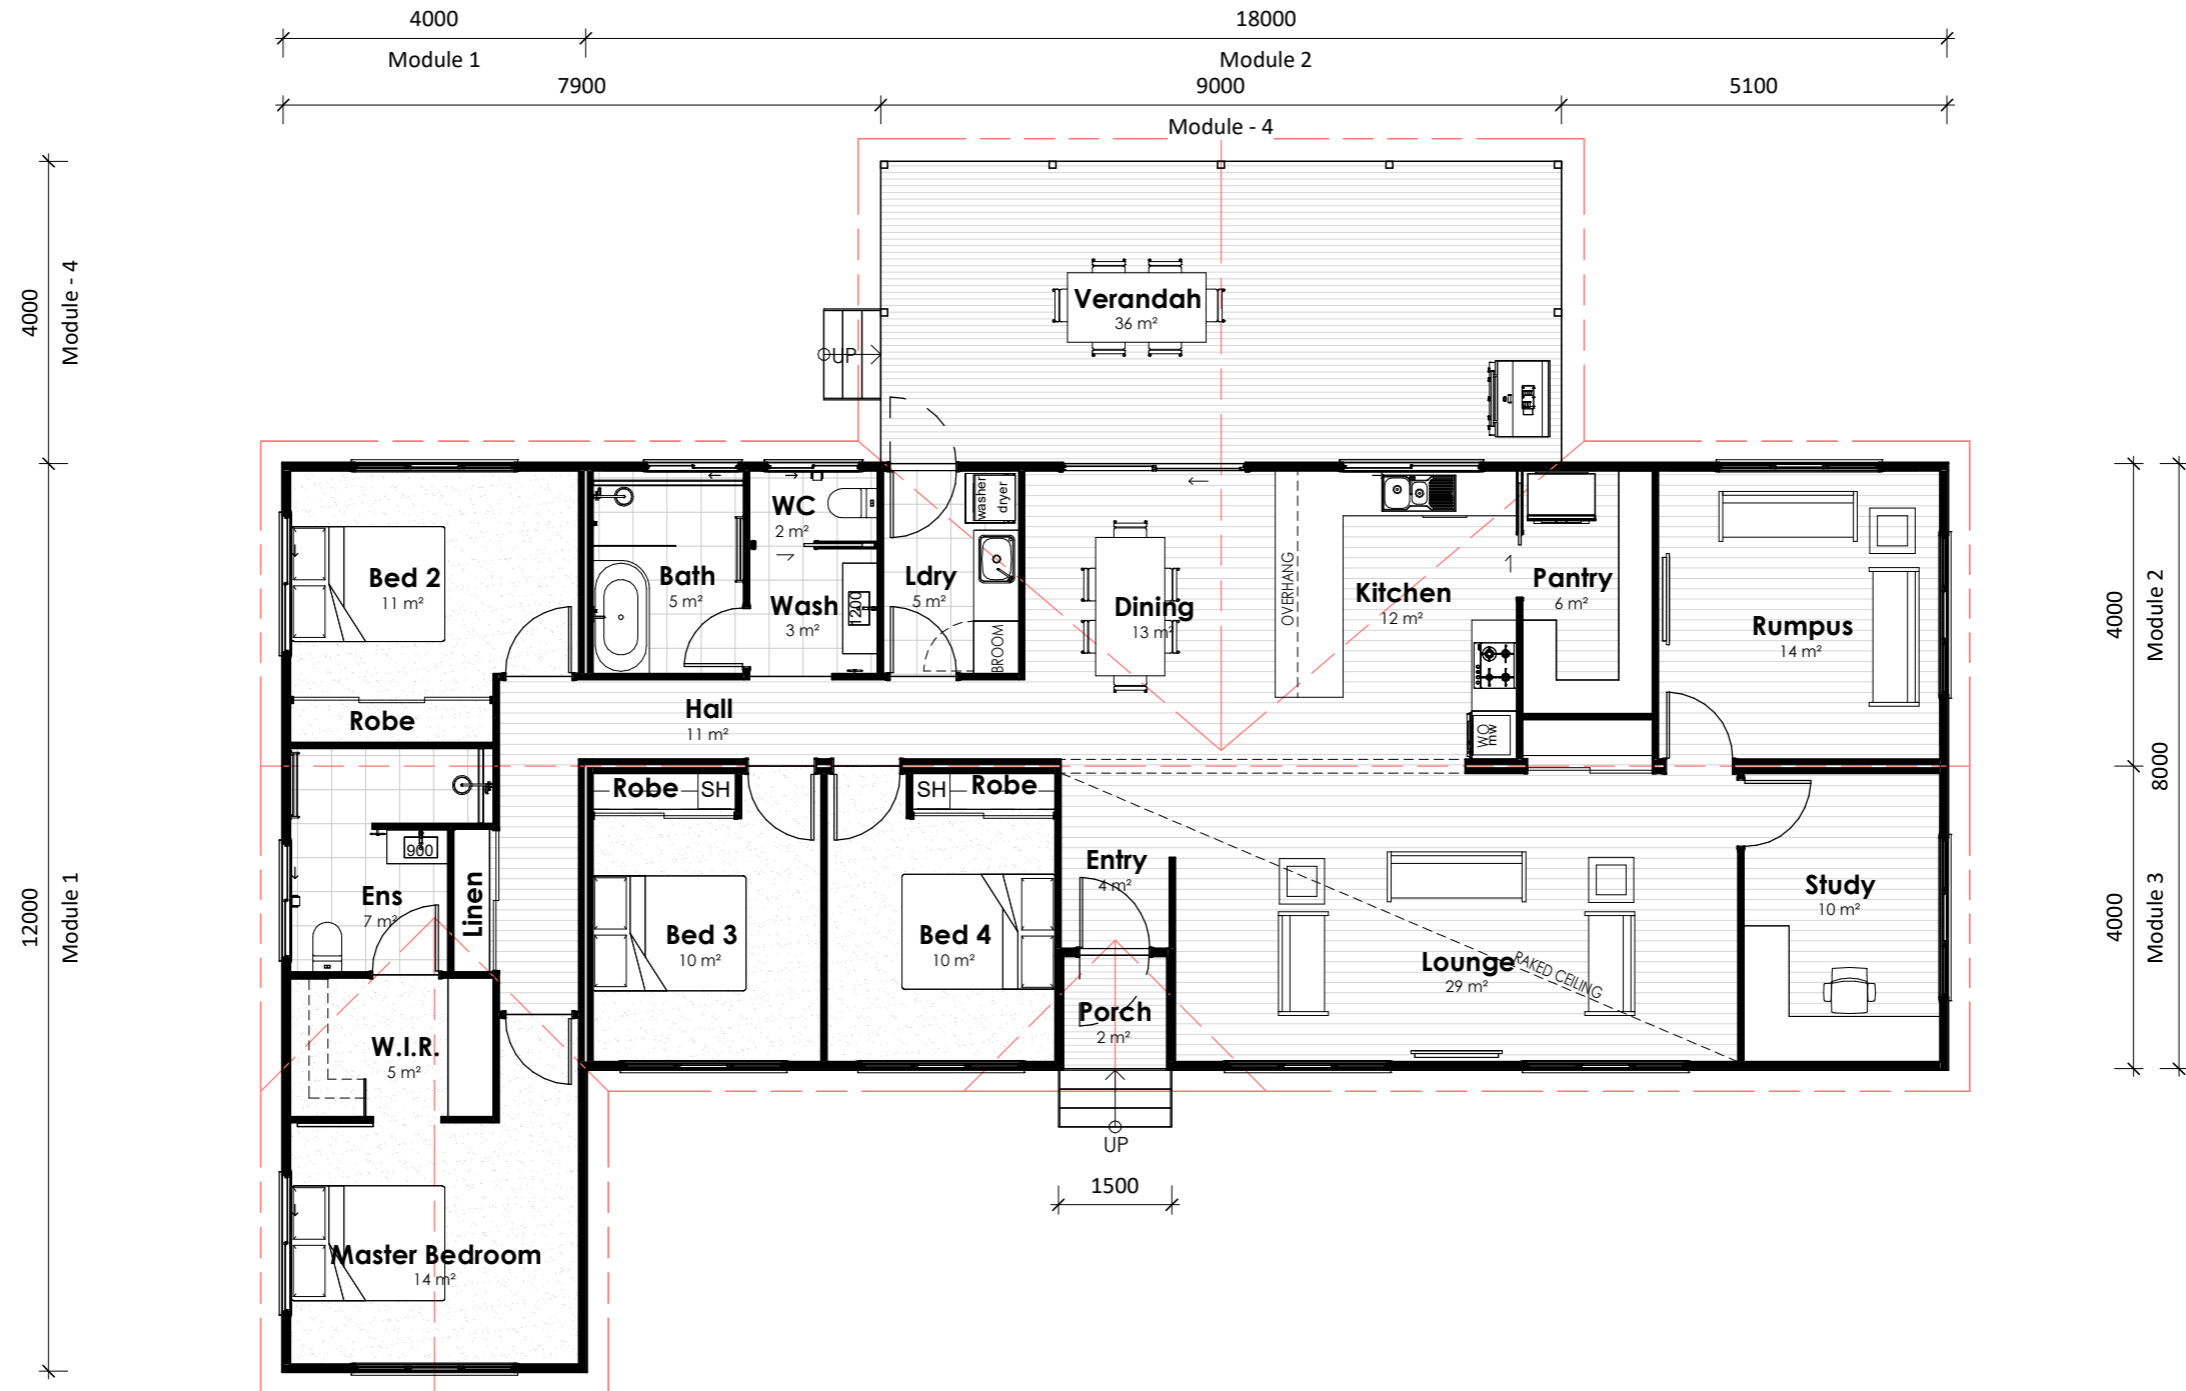 4000
18000
Module 1
Module 2
7900
9000
5100
Module - 4
4000
Module - 4
Verandah
36 m²
UP
WC
2 m²
washer
dryer
Bed 2
11 m²
Bath
5 m²
Wash
3 m²
1200
Ldry
5 m²
BROOM
Dining
13 m²
OVERHANG
Kitchen
12 m²
Pantry
6 m²
Rumpus
14 m²
4000
Module 2
Robe
Hall
11 m²
WO
mw
8000
Robe
SH
SH
Robe
900
Ens
7 m²
Linen
Bed 3
10 m²
Bed 4
10 m²
Entry
4 m²
Lounge
29 m²
RAKED CEILING
Study
10 m²
4000
Module 3
12000
Module 1
Porch
2 m²
W.I.R.
5 m²
UP
1500
Master Bedroom
14 m²